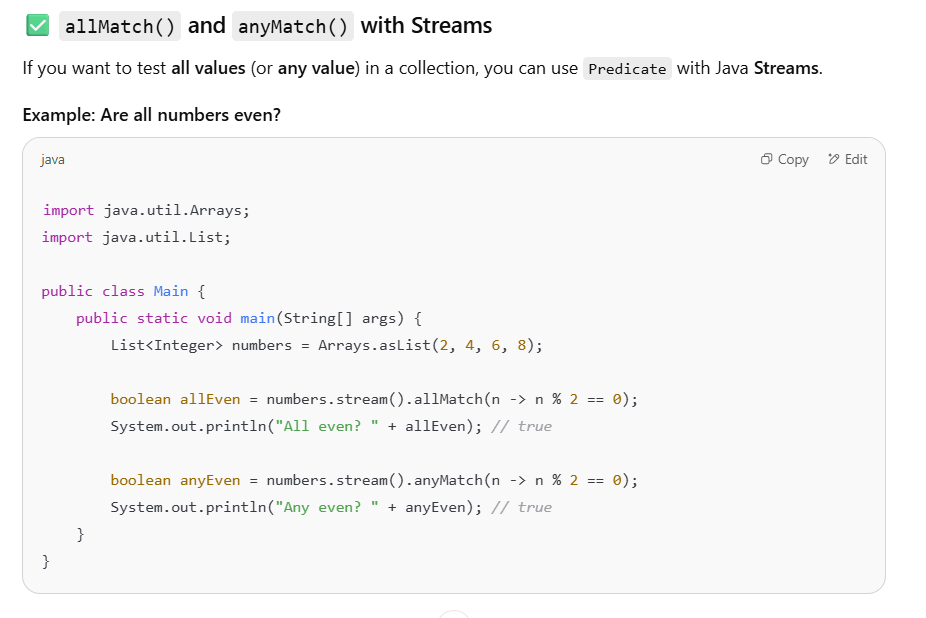 ✅ allMatch() and anyMatch() with Streams
If you want to test all values (or any value) in a collection, you can use Predicate with Java Streams.
Example: Are all numbers even?
java Copy Edit
import java.util.Arrays;
import java.util.List;
public class Main {
    public static void main(String[] args) {
        List<Integer> numbers = Arrays.asList(2, 4, 6, 8);
        boolean allEven = numbers.stream().allMatch(n -> n % 2 == 0);
        System.out.println("All even? " + allEven); // true
        boolean anyEven = numbers.stream().anyMatch(n -> n % 2 == 0);
        System.out.println("Any even? " + anyEven); // true
    }
}